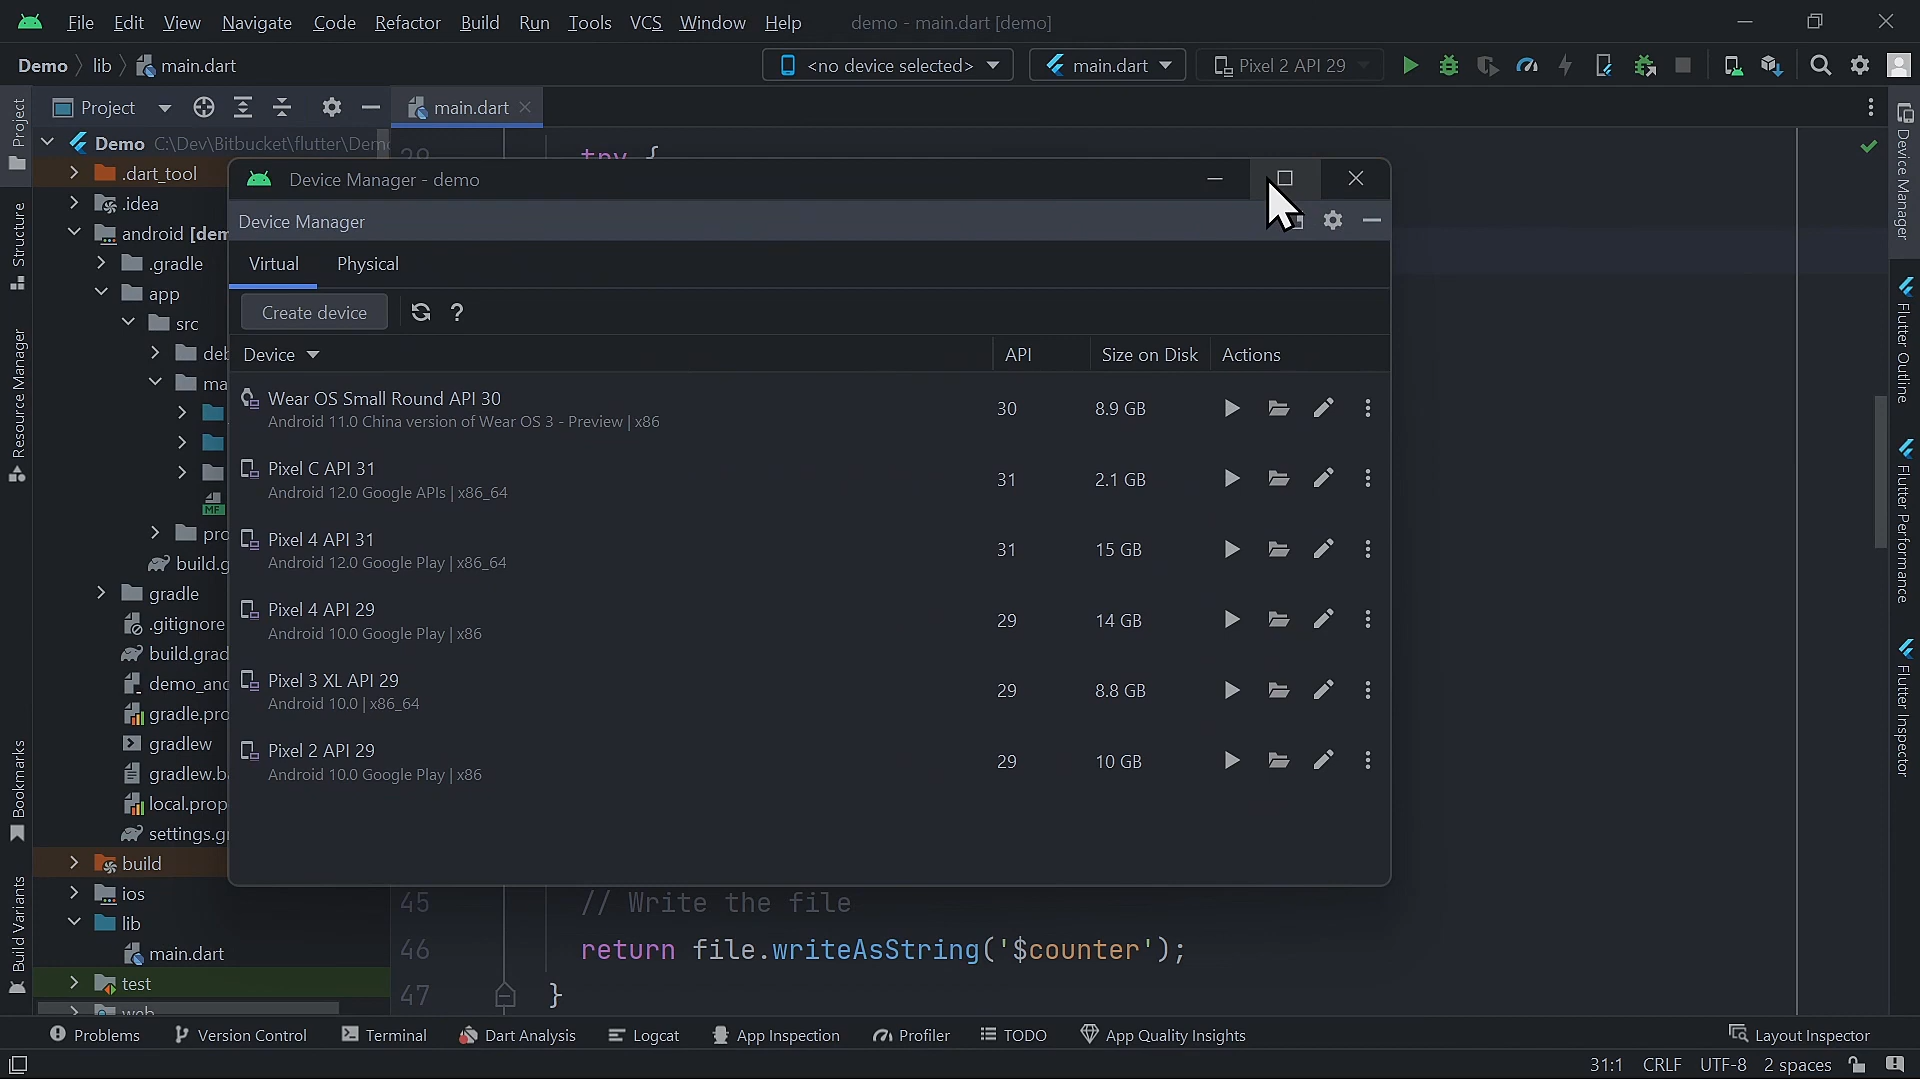 File Edit View Navigate Code Refactor Build Run Tools VCS Window Help demo - main.dart [demo]
Demo lib main.dart <no device selected> main.dart Pixel 2 API 29
Project
main.dart
Demo C:\Dev\Bitbucket\flutter\Dem
.dart_tool
.idea
android [dem
.gradle
app
src
deb
ma
MF
pro
build.g
gradle
.gitignore
build.grad
demo_and
gradle.pro
gradlew
gradlew.b
local.prop
settings.g
build
ios
lib
main.dart
test
web
Project
Structure
Resource Manager
Bookmarks
Build Variants
29 try {
Device Manager - demo
Device Manager
Virtual Physical
Create device ?
Device API Size on Disk Actions
Wear OS Small Round API 30
Android 11.0 China version of Wear OS 3 - Preview | x86
30 8.9 GB
Pixel C API 31
Android 12.0 Google APIs | x86_64
31 2.1 GB
Pixel 4 API 31
Android 12.0 Google Play | x86_64
31 15 GB
Pixel 4 API 29
Android 10.0 Google Play | x86
29 14 GB
Pixel 3 XL API 29
Android 10.0 | x86_64
29 8.8 GB
Pixel 2 API 29
Android 10.0 Google Play | x86
29 10 GB
45 // Write the file
46 return file.writeAsString('$counter');
47 }
Device Manager
Flutter Outline
Flutter Performance
Flutter Inspector
Problems Version Control Terminal Dart Analysis Logcat App Inspection Profiler TODO App Quality Insights Layout Inspector
31:1 CRLF UTF-8 2 spaces